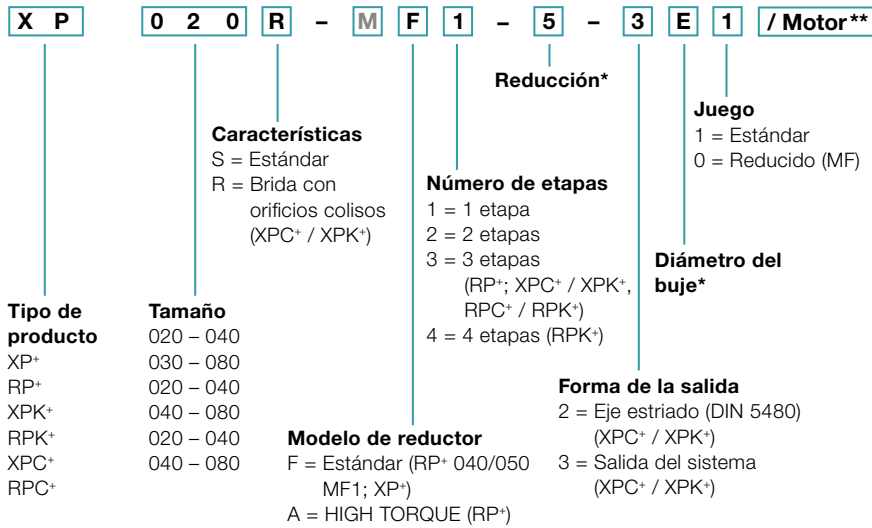 X P 0 2 0 R – M F 1 – 5 – 3 E 1 / Motor**
Reducción*
Juego
1 = Estándar
0 = Reducido (MF)
Características
S = Estándar
R = Brida con
orificios colisos
(XPC⁺ / XPK⁺)
Número de etapas
1 = 1 etapa
2 = 2 etapas
3 = 3 etapas
(RP⁺; XPC⁺ / XPK⁺,
RPC⁺ / RPK⁺)
4 = 4 etapas (RPK⁺)
Diámetro del
buje*
Tipo de
producto
XP⁺
RP⁺
XPK⁺
RPK⁺
XPC⁺
RPC⁺
Tamaño
020 – 040
030 – 080
020 – 040
040 – 080
020 – 040
040 – 080
Modelo de reductor
F = Estándar (RP⁺ 040/050
MF1; XP⁺)
A = HIGH TORQUE (RP⁺)
Forma de la salida
2 = Eje estriado (DIN 5480)
(XPC⁺ / XPK⁺)
3 = Salida del sistema
(XPC⁺ / XPK⁺)